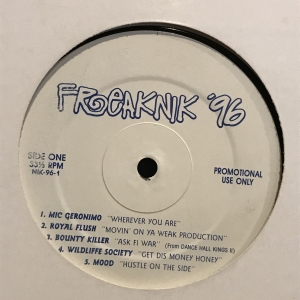 FREAKNIK '96
SIDE ONE
33⅓ RPM
NIK-96-1
PROMOTIONAL
USE ONLY
1. MIC GERONIMO "WHEREVER YOU ARE"
2. ROYAL FLUSH "MOVIN' ON YA WEAK PRODUCTION"
3. BOUNTY KILLER "ASK FI WAR" (From DANCE HALL KINGS II)
4. WILDLIFFE SOCIETY "GET DIS MONEY HONEY"
5. MOOD "HUSTLE ON THE SIDE"